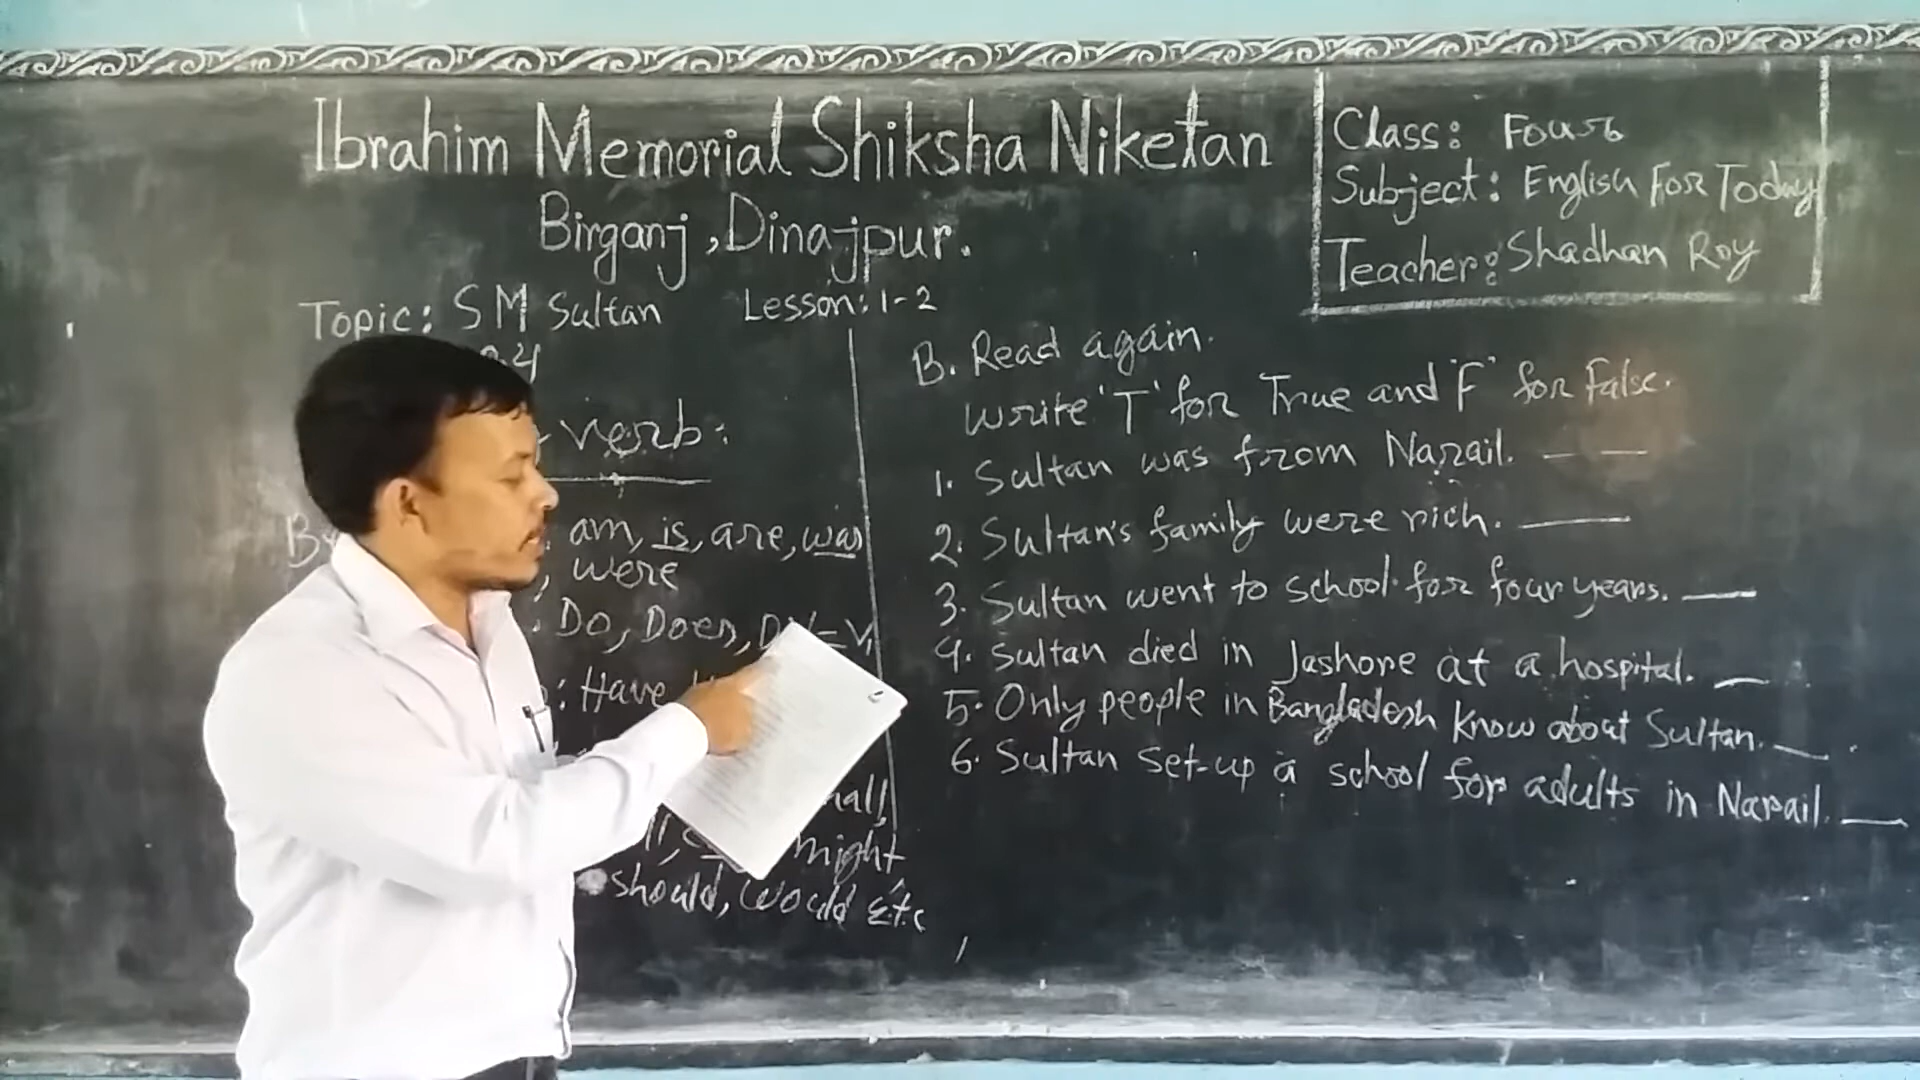 Ibrahim Memorial Shiksha Niketan
Birganj, Dinajpur.
Class: Four
Subject: English For Today
Teacher: Shadhan Roy
Topic: S M Sultan Lesson: 1-2
verb:
am, is, are, was
, were
: Do, Does,
: Have
might
should, would Etc
B. Read again.
Write 'T' for True and 'F' for False.
1. Sultan was from Narail. — —
2. Sultan's family were rich. —
3. Sultan went to school for four years. —
4. Sultan died in Jashore at a hospital. —
5. Only people in Bangladesh know about Sultan. —
6. Sultan set-up a school for adults in Narail. —